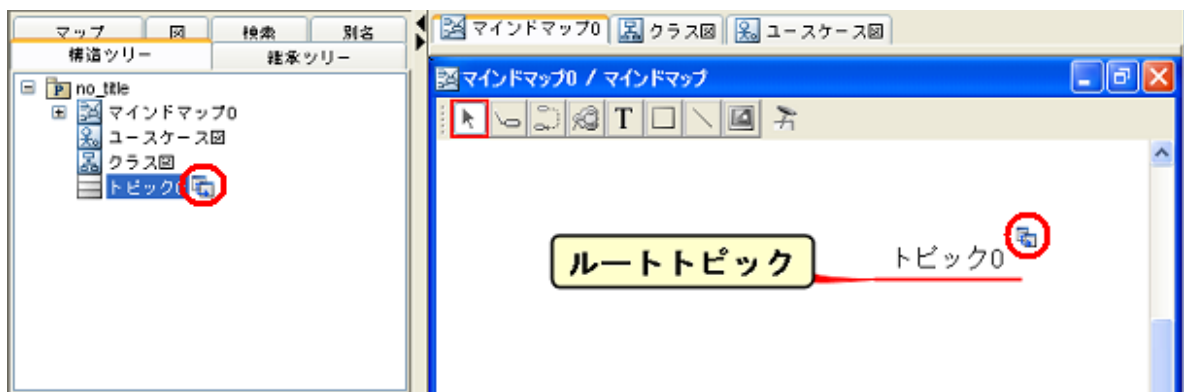 マップ 図 検索 別名
構造ツリー 継承ツリー
no_title
マインドマップ0
ユースケース図
クラス図
トピック0
マインドマップ0 クラス図 ユースケース図
マインドマップ0 / マインドマップ
T
ルートトピック トピック0